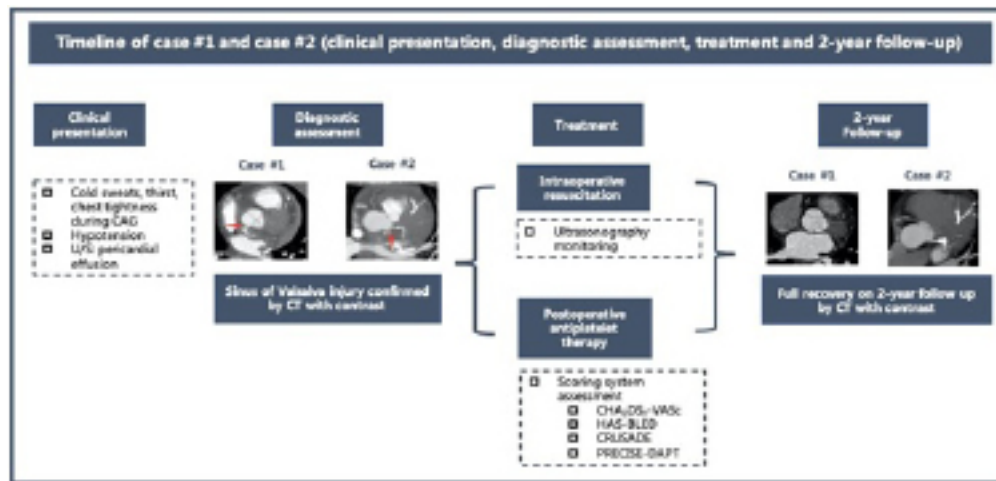 Timeline of case #1 and case #2 (clinical presentation, diagnostic assessment, treatment and 2-year follow-up)
Clinical
presentation
Cold sweats, thirst,
chest tightness
during CAG
Hypotension
U/S: pericardial
effusion
Diagnostic
assessment
Case #1
Case #2
Sinus of Valsalva injury confirmed
by CT with contrast
Treatment
Intraoperative
resuscitation
Ultrasonography
monitoring
Postoperative
antiplatelet
therapy
Scoring system
assessment
CHA₂DS₂-VASc
HAS-BLED
CRUSADE
PRECISE-DAPT
2-year
Follow-up
Case #1
Case #2
Full recovery on 2-year follow up
by CT with contrast